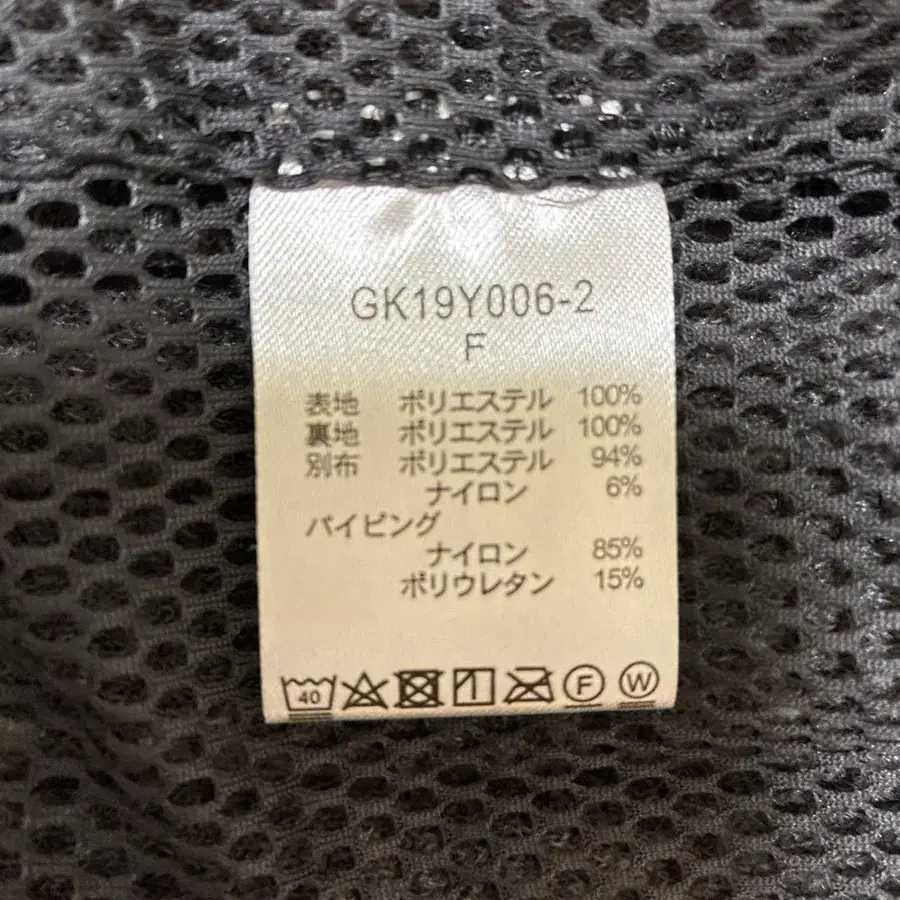 GK19Y006-2
F
表地 ポリエステル 100%
裏地 ポリエステル 100%
別布 ポリエステル 94%
ナイロン 6%
パイピング
ナイロン 85%
ポリウレタン 15%
40 F W